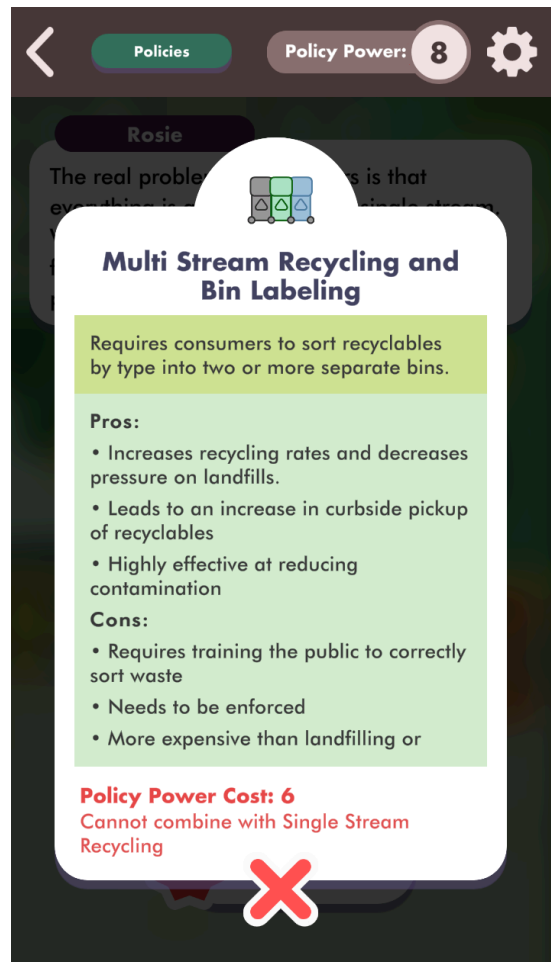 Policies
Policy Power: 8
Rosie
The real proble
rs is that
Multi Stream Recycling and
Bin Labeling
Requires consumers to sort recyclables
by type into two or more separate bins.
Pros:
• Increases recycling rates and decreases
pressure on landfills.
• Leads to an increase in curbside pickup
of recyclables
• Highly effective at reducing
contamination
Cons:
• Requires training the public to correctly
sort waste
• Needs to be enforced
• More expensive than landfilling or
Policy Power Cost: 6
Cannot combine with Single Stream
Recycling